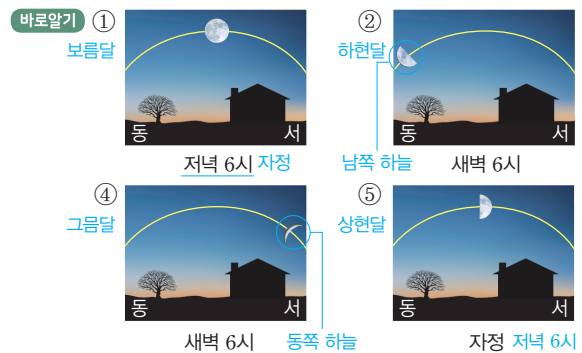 바로알기 ① ②
보름달 하현달
동 서 동 서
저녁 6시 자정 남쪽 하늘 새벽 6시
④ ⑤
그믐달 상현달
동 서 동 서
새벽 6시 동쪽 하늘 자정 저녁 6시